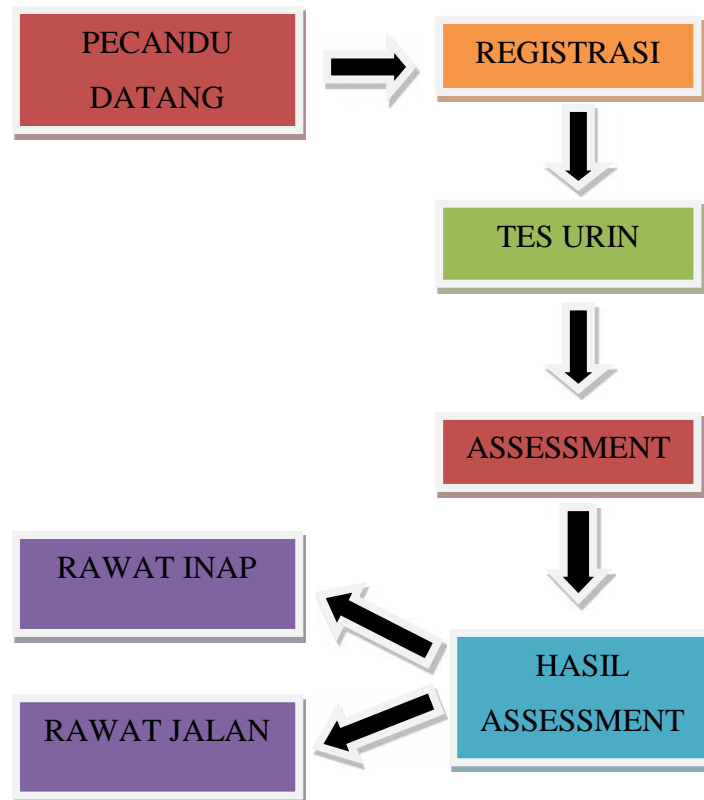 PECANDU
DATANG
REGISTRASI
TES URIN
ASSESSMENT
HASIL
ASSESSMENT
RAWAT INAP
RAWAT JALAN